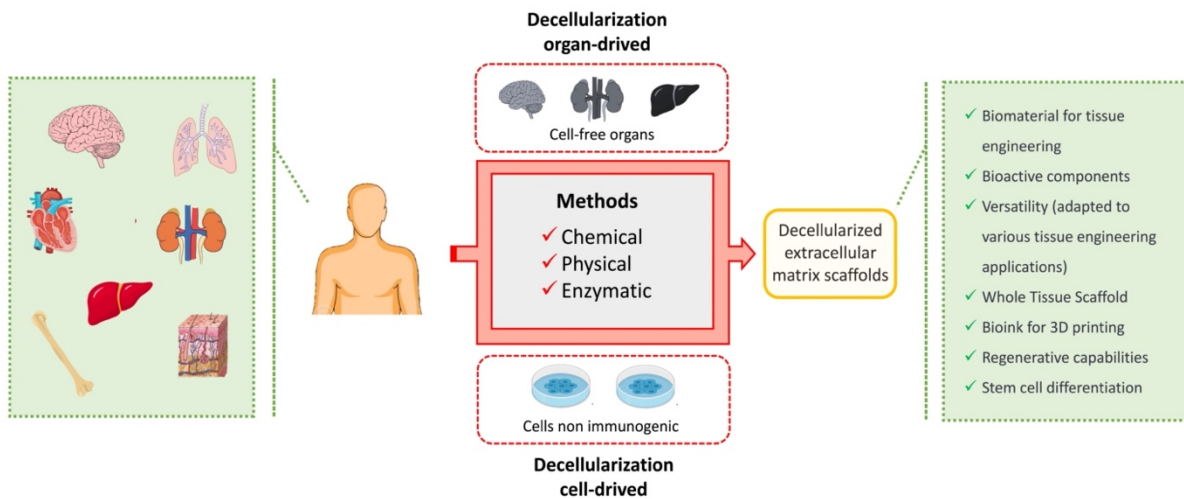 Decellularization
organ-drived
Cell-free organs
Methods
✓ Chemical
✓ Physical
✓ Enzymatic
Cells non immunogenic
Decellularization
cell-drived
Decellularized
extracellular
matrix scaffolds
✓ Biomaterial for tissue
engineering
✓ Bioactive components
✓ Versatility (adapted to
various tissue engineering
applications)
✓ Whole Tissue Scaffold
✓ Bioink for 3D printing
✓ Regenerative capabilities
✓ Stem cell differentiation